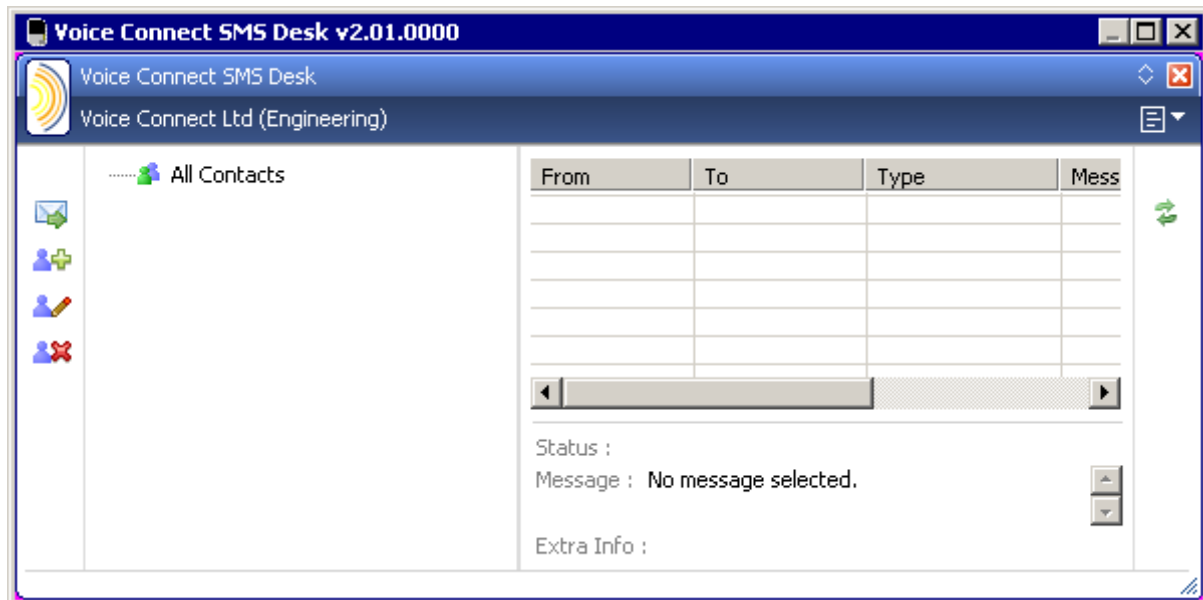 Voice Connect SMS Desk v2.01.0000
Voice Connect SMS Desk
Voice Connect Ltd (Engineering)
All Contacts
From To Type Mess
Status :
Message : No message selected.
Extra Info :